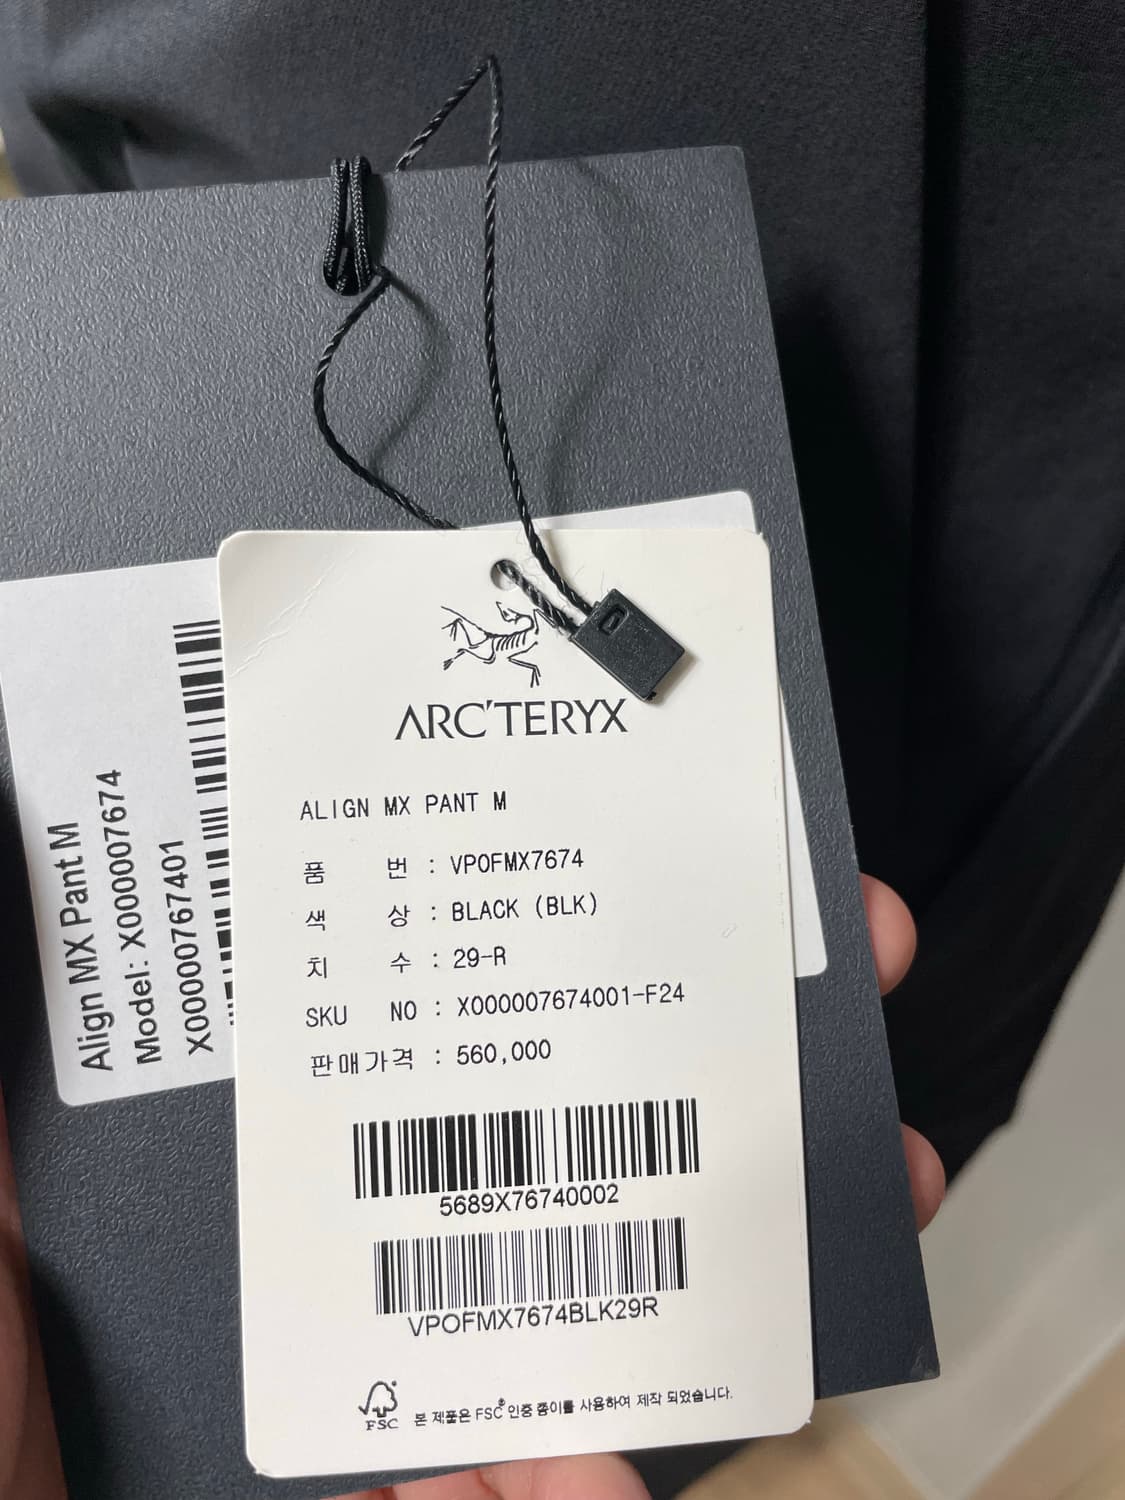 ARC'TERYX
ALIGN MX PANT M
품 번 : VPOFMX7674
색 상 : BLACK (BLK)
치 수 : 29-R
SKU NO : X000007674001-F24
판매가격 : 560,000
5689X76740002
VPOFMX7674BLK29R
FSC
본 제품은 FSC® 인증 종이를 사용하여 제작 되었습니다.
Align MX Pant M
Model: X000007674
X00000767401